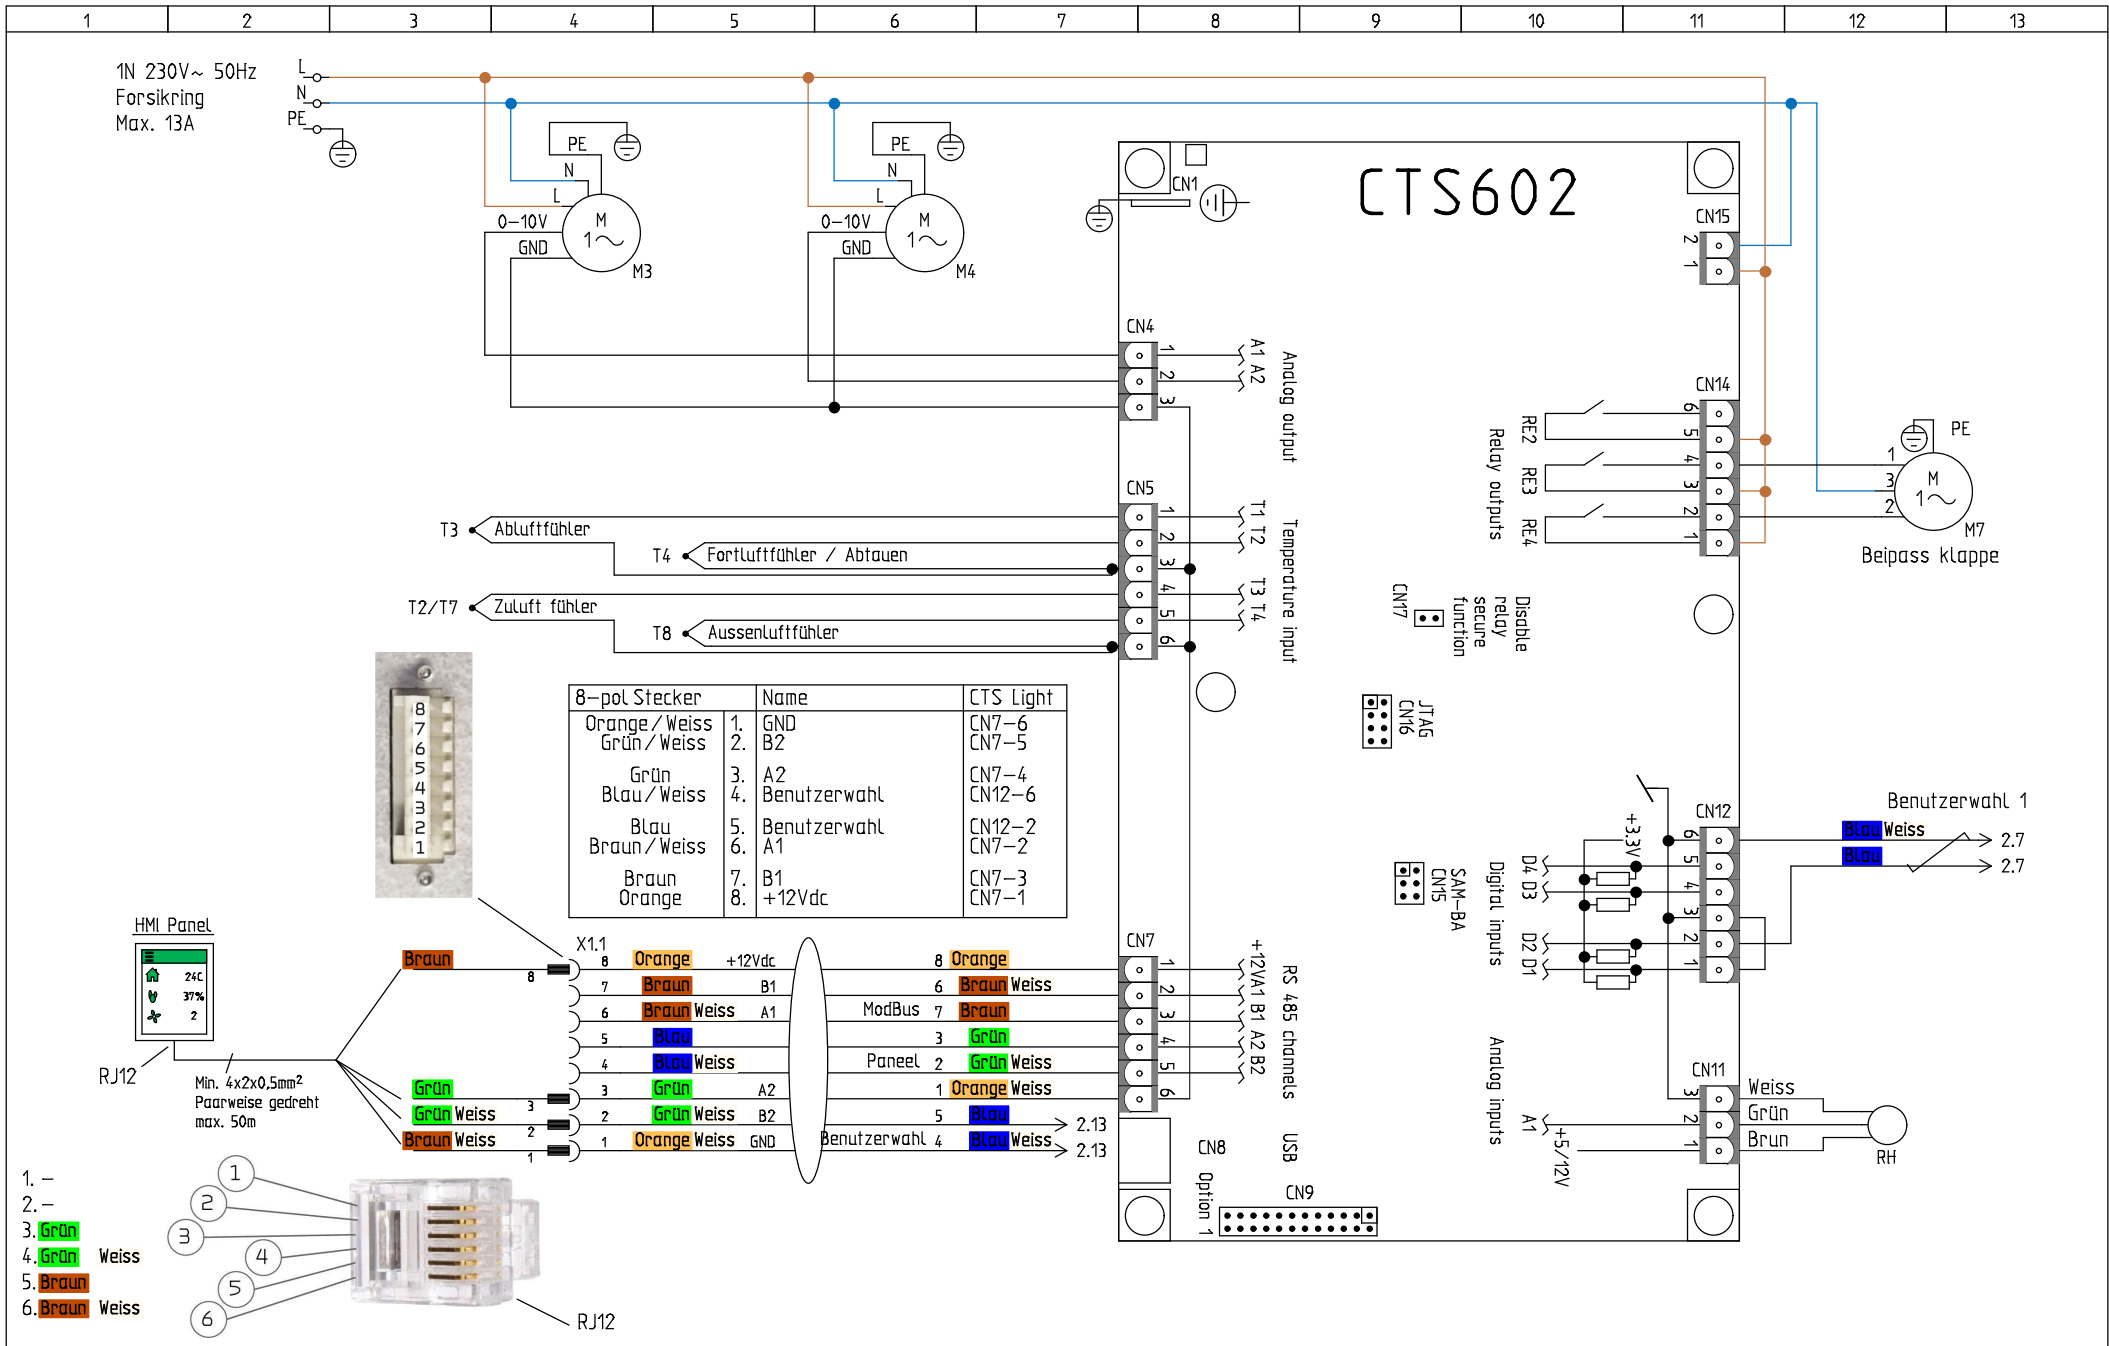 1 2 3 4 5 6 7 8 9 10 11 12 13
1N 230V~ 50Hz
Forsikring
Max. 13A
L
N
PE
PE
N
L
0-10V
GND
M
1~
M3
PE
N
L
0-10V
GND
M
1~
M4
CN1
CTS602
CN15
2
1
CN4
1
2
3
A1 A2
Analog output
CN14
6
5
4
3
2
1
RE2
RE3
RE4
Relay outputs
PE
1
3
2
M
1~
M7
Beipass klappe
CN5
1
2
3
4
5
6
T1 T2
T3 T4
Temperature input
T3 Abluftfühler
T4 Fortluftfühler / Abtauen
T2/T7 Zuluft fühler
T8 Aussenluftfühler
CN17
Disable
relay
secure
function
JTAG
CN16
8
7
6
5
4
3
2
1
8-pol Stecker Name CTS Light
Orange/Weiss 1. GND CN7-6
Grün/Weiss 2. B2 CN7-5
Grün 3. A2 CN7-4
Blau/Weiss 4. Benutzerwahl CN12-6
Blau 5. Benutzerwahl CN12-2
Braun/Weiss 6. A1 CN7-2
Braun 7. B1 CN7-3
Orange 8. +12Vdc CN7-1
SAM-BA
CN15
+3.3V
D4 D3
D2 D1
Digital inputs
CN12
6
5
4
3
2
1
Benutzerwahl 1
Blau Weiss 2.7
Blau 2.7
HMI Panel
24C
37%
2
RJ12
Min. 4x2x0,5mm²
Paarweise gedreht
max. 50m
X1.1
Braun 8 8 Orange +12Vdc 8 Orange
7 Braun B1 6 Braun Weiss
6 Braun Weiss A1 ModBus 7 Braun
5 Blau 3 Grün
4 Blau Weiss Paneel 2 Grün Weiss
Grün 3 3 Grün A2 1 Orange Weiss
Grün Weiss 2 2 Grün Weiss B2 5 Blau 2.13
Braun Weiss 1 1 Orange Weiss GND Benutzerwahl 4 Blau Weiss 2.13
CN7
1
2
3
4
5
6
+12V A1 B1 A2 B2
RS 485 channels
CN8
USB
Option 1
CN9
Analog inputs
A1
+5/12V
CN11
3 Weiss
2 Grün
1 Brun
RH
1. -
2. -
3. Grün
4. Grün Weiss
5. Braun
6. Braun Weiss
1
2
3
4
5
6
RJ12